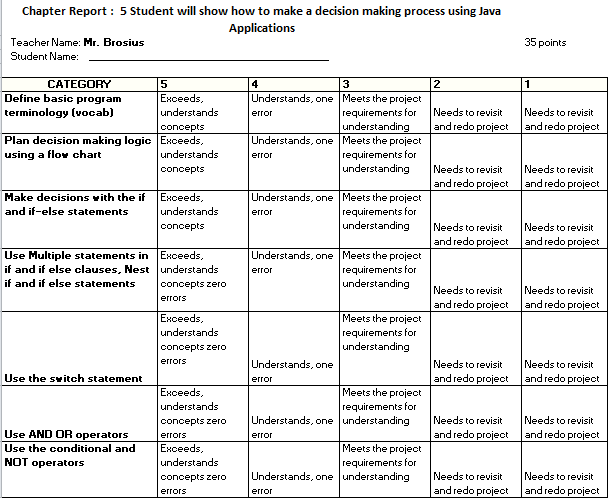 Chapter Report : 5 Student will show how to make a decision making process using Java
Applications
Teacher Name: Mr. Brosius 35 points
Student Name:
CATEGORY 5 4 3 2 1
Define basic program
terminology (vocab)
Exceeds,
understands
concepts
Understands, one
error
Meets the project
requirements for
understanding
Needs to revisit
and redo project
Needs to revisit
and redo project
Plan decision making logic
using a flow chart
Exceeds,
understands
concepts
Understands, one
error
Meets the project
requirements for
understanding
Needs to revisit
and redo project
Needs to revisit
and redo project
Make decisions with the if
and if-else statements
Exceeds,
understands
concepts
Understands, one
error
Meets the project
requirements for
understanding
Needs to revisit
and redo project
Needs to revisit
and redo project
Use Multiple statements in
if and if else clauses, Nest
if and if else statements
Exceeds,
understands
concepts zero
errors
Understands, one
error
Meets the project
requirements for
understanding
Needs to revisit
and redo project
Needs to revisit
and redo project
Use the switch statement
Exceeds,
understands
concepts zero
errors
Understands, one
error
Meets the project
requirements for
understanding
Needs to revisit
and redo project
Needs to revisit
and redo project
Use AND OR operators
Exceeds,
understands
concepts zero
errors
Understands, one
error
Meets the project
requirements for
understanding
Needs to revisit
and redo project
Needs to revisit
and redo project
Use the conditional and
NOT operators
Exceeds,
understands
concepts zero
errors
Understands, one
error
Meets the project
requirements for
understanding
Needs to revisit
and redo project
Needs to revisit
and redo project